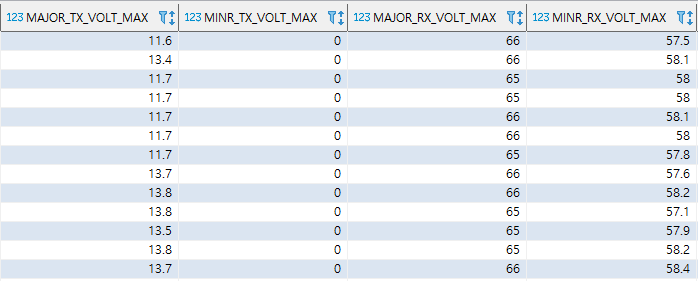 123 MAJOR_TX_VOLT_MAX 123 MINR_TX_VOLT_MAX 123 MAJOR_RX_VOLT_MAX 123 MINR_RX_VOLT_MAX
11.6 0 66 57.5
13.4 0 66 58.1
11.7 0 65 58
11.7 0 65 58
11.7 0 66 58.1
11.7 0 66 58
11.7 0 65 57.8
13.7 0 66 57.6
13.8 0 66 58.2
13.8 0 65 57.1
13.5 0 65 57.9
13.8 0 65 58.2
13.7 0 66 58.4